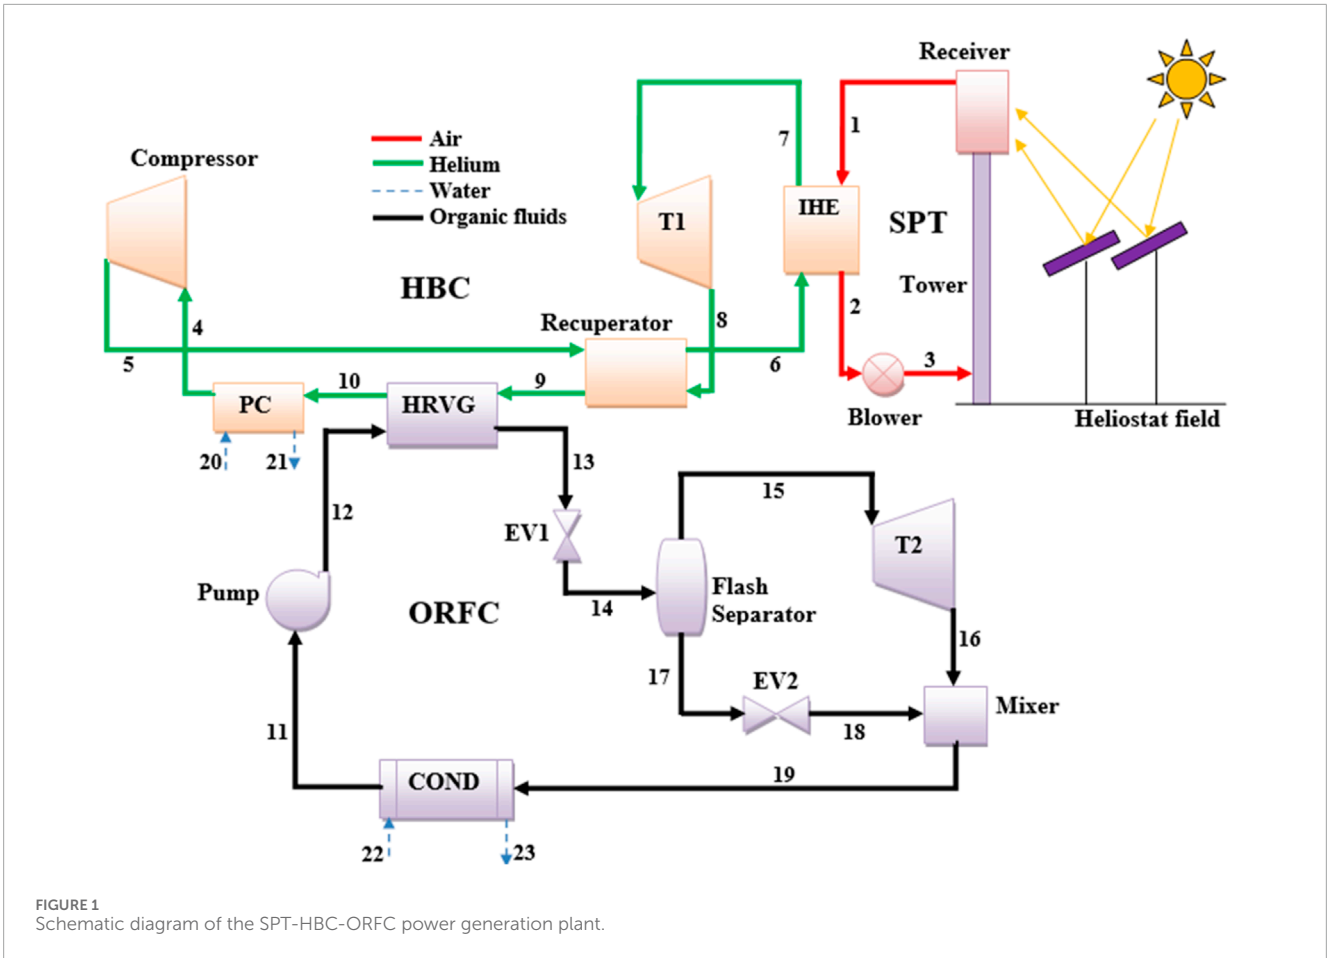 Receiver
Compressor
Air
Helium
Water
Organic fluids
7
1
T1
IHE
SPT
HBC
Tower
Recuperator
4
8
2
5
6
3
Blower
Heliostat field
PC
10
HRVG
9
20
21
13
12
15
EV1
T2
Pump
ORFC
14
Flash
Separator
16
17
EV2
Mixer
11
18
COND
19
22
23
FIGURE 1
Schematic diagram of the SPT-HBC-ORFC power generation plant.